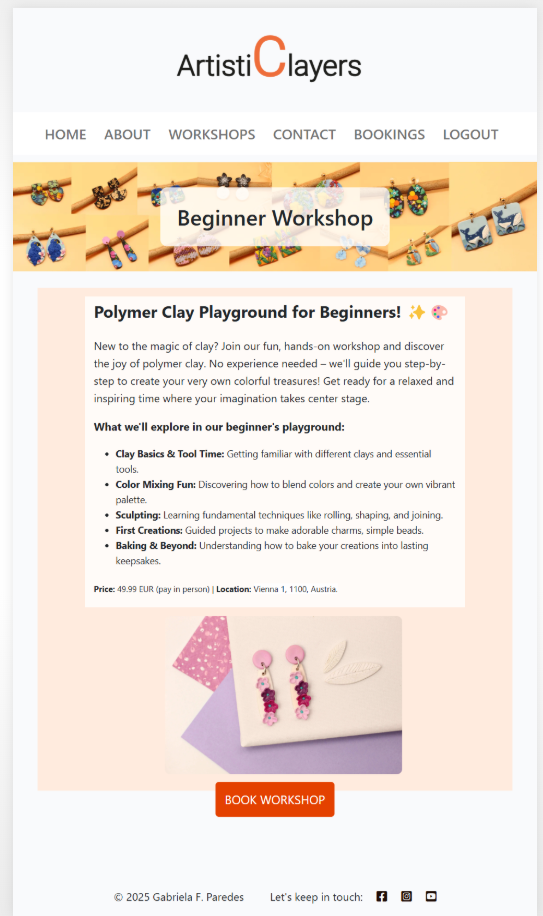 ArtistiClayers
HOME ABOUT WORKSHOPS CONTACT BOOKINGS LOGOUT
Beginner Workshop
Polymer Clay Playground for Beginners! ✨ 🎨
New to the magic of clay? Join our fun, hands-on workshop and discover
the joy of polymer clay. No experience needed – we'll guide you step-by-
step to create your very own colorful treasures! Get ready for a relaxed and
inspiring time where your imagination takes center stage.
What we'll explore in our beginner's playground:
• Clay Basics & Tool Time: Getting familiar with different clays and essential
tools.
• Color Mixing Fun: Discovering how to blend colors and create your own vibrant
palette.
• Sculpting: Learning fundamental techniques like rolling, shaping, and joining.
• First Creations: Guided projects to make adorable charms, simple beads.
• Baking & Beyond: Understanding how to bake your creations into lasting
keepsakes.
Price: 49.99 EUR (pay in person) | Location: Vienna 1, 1100, Austria.
BOOK WORKSHOP
© 2025 Gabriela F. Paredes Let's keep in touch: